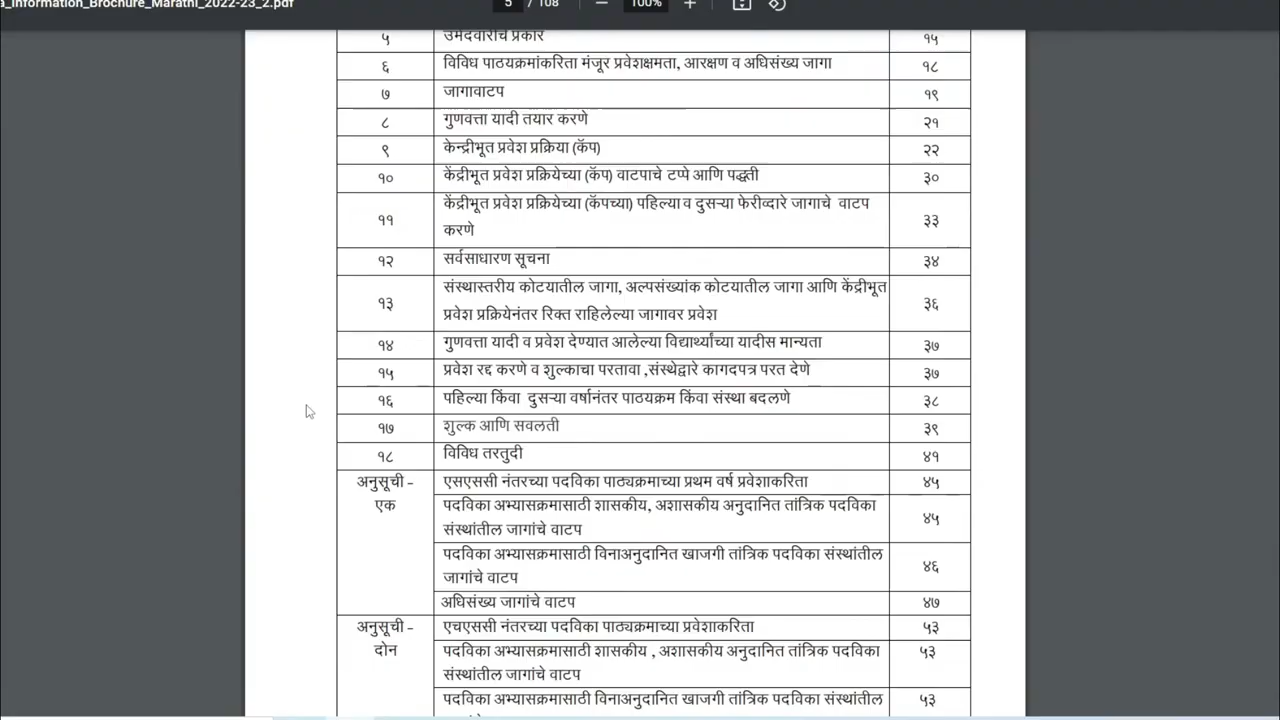 a_Information_Brochure_Marathi_2022-23_2.pdf 5 / 108 100%
५ उमेदवारांचे प्रकार १५
६ विविध पाठयक्रमांकरिता मंजूर प्रवेशक्षमता, आरक्षण व अधिसंख्य जागा १८
७ जागावाटप १९
८ गुणवत्ता यादी तयार करणे २१
९ केन्द्रीभूत प्रवेश प्रक्रिया (कॅप) २२
१० केंद्रीभूत प्रवेश प्रक्रियेच्या (कॅप) वाटपाचे टप्पे आणि पद्धती ३०
११ केंद्रीभूत प्रवेश प्रक्रियेच्या (कॅपच्या) पहिल्या व दुसऱ्या फेरीव्दारे जागाचे वाटप ३३
करणे
१२ सर्वसाधारण सूचना ३४
१३ संस्थास्तरीय कोटयातील जागा, अल्पसंख्यांक कोटयातील जागा आणि केंद्रीभूत ३६
प्रवेश प्रक्रियेनंतर रिक्त राहिलेल्या जागावर प्रवेश
१४ गुणवत्ता यादी व प्रवेश देण्यात आलेल्या विद्यार्थ्यांच्या यादीस मान्यता ३७
१५ प्रवेश रद्द करणे व शुल्काचा परतावा ,संस्थेद्वारे कागदपत्र परत देणे ३७
१६ पहिल्या किंवा दुसऱ्या वर्षानंतर पाठयक्रम किंवा संस्था बदलणे ३८
१७ शुल्क आणि सवलती ३९
१८ विविध तरतुदी ४१
अनुसूची - एसएससी नंतरच्या पदविका पाठ्यक्रमाच्या प्रथम वर्ष प्रवेशाकरिता ४५
एक पदविका अभ्यासक्रमासाठी शासकीय, अशासकीय अनुदानित तांत्रिक पदविका ४५
संस्थांतील जागांचे वाटप
पदविका अभ्यासक्रमासाठी विनाअनुदानित खाजगी तांत्रिक पदविका संस्थांतील ४६
जागांचे वाटप
अधिसंख्य जागांचे वाटप ४७
अनुसूची - एचएससी नंतरच्या पदविका पाठ्यक्रमाच्या प्रवेशाकरिता ५३
दोन पदविका अभ्यासक्रमासाठी शासकीय , अशासकीय अनुदानित तांत्रिक पदविका ५३
संस्थांतील जागांचे वाटप
पदविका अभ्यासक्रमासाठी विनाअनुदानित खाजगी तांत्रिक पदविका संस्थांतील ५३